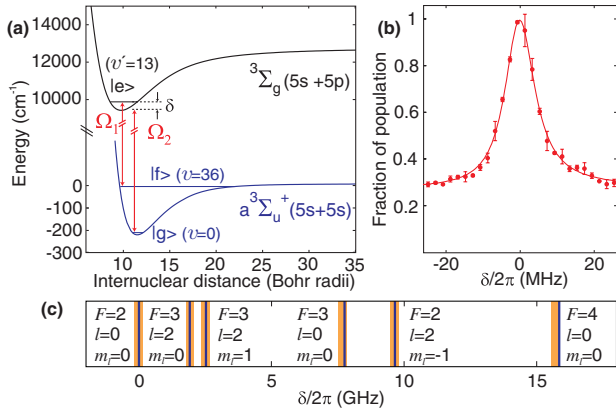 (a)
14000
12000
10000
0
-100
-200
-300
Energy (cm⁻¹)
(υ´=13)
|e>
δ
Ω₁
Ω₂
³Σg(5s +5p)
|f> (υ=36)
a³Σu⁺(5s+5s)
|g> (υ=0)
10 15 20 25 30 35
Internuclear distance (Bohr radii)
(b)
1
0.8
0.6
0.4
0.2
Fraction of population
-20 0 20
δ/2π (MHz)
(c)
F=2 F=3 F=3 F=3 F=2 F=4
l=0 l=2 l=2 l=0 l=2 l=0
mₗ=0 mₗ=0 mₗ=1 mₗ=0 mₗ=-1 mₗ=0
0 5 10 15
δ/2π (GHz)